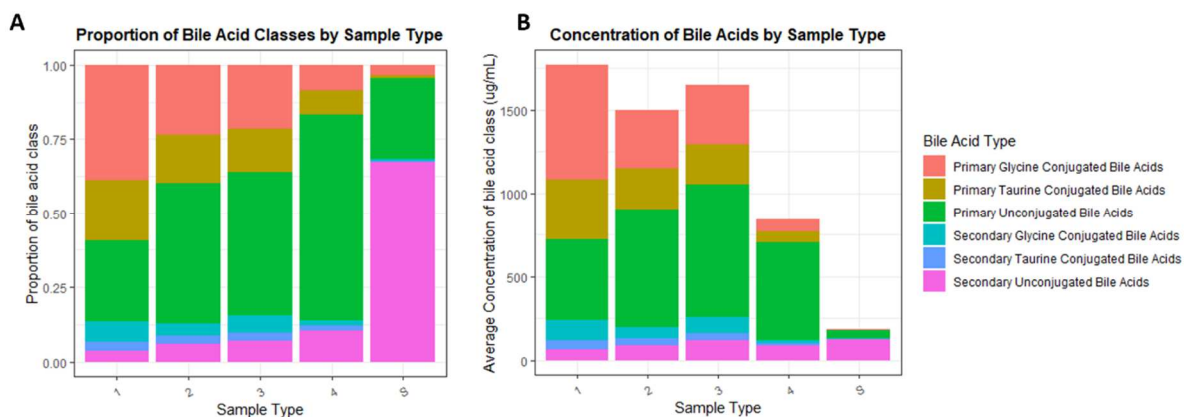 A
Proportion of Bile Acid Classes by Sample Type
Proportion of bile acid class
1.00
0.75
0.50
0.25
0.00
1
2
3
4
S
Sample Type
B
Concentration of Bile Acids by Sample Type
Average Concentration of bile acid class (ug/mL)
1500
1000
500
0
1
2
3
4
S
Sample Type
Bile Acid Type
Primary Glycine Conjugated Bile Acids
Primary Taurine Conjugated Bile Acids
Primary Unconjugated Bile Acids
Secondary Glycine Conjugated Bile Acids
Secondary Taurine Conjugated Bile Acids
Secondary Unconjugated Bile Acids